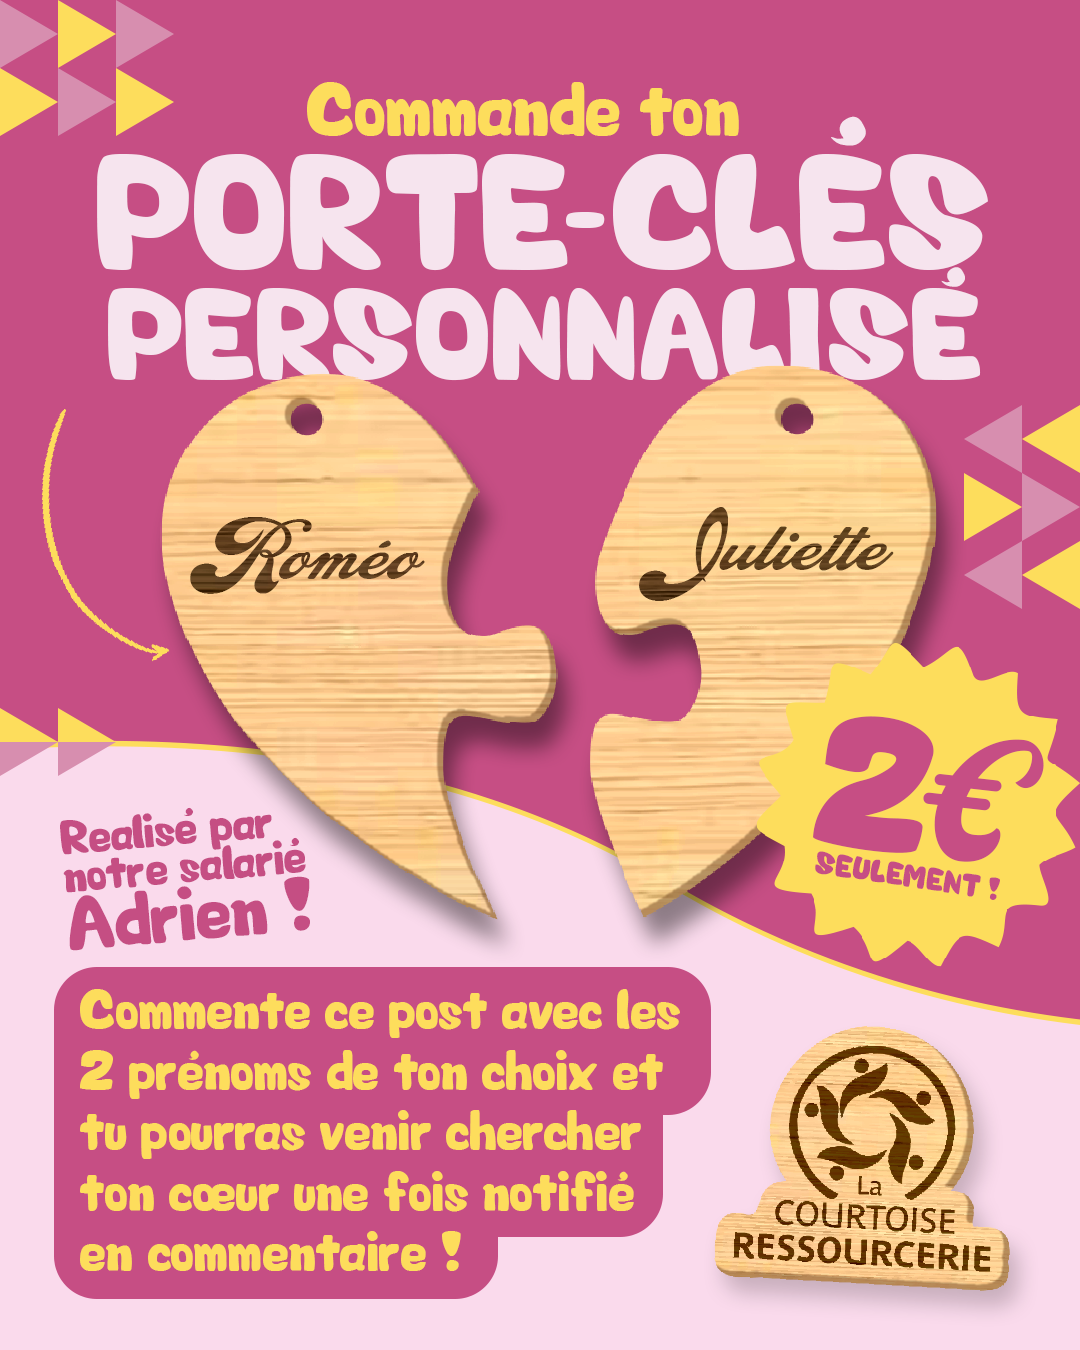 Commande ton
PORTE-CLÉS
PERSONNALISÉ
Roméo
Juliette
2€
SEULEMENT !
Realisé par
notre salarié
Adrien !
Commente ce post avec les
2 prénoms de ton choix et
tu pourras venir chercher
ton cœur une fois notifié
en commentaire !
La
COURTOISE
RESSOURCERIE